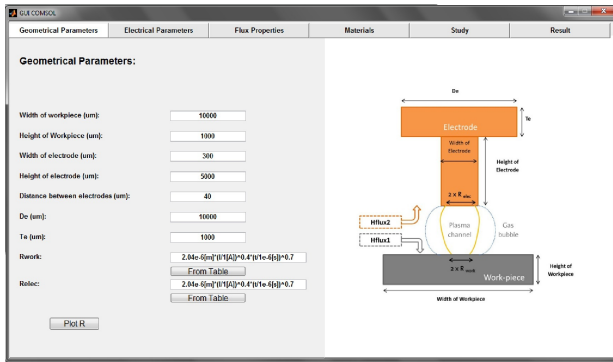 GUI COMSOL
Geometrical Parameters Electrical Parameters Flux Properties Materials Study Result
Geometrical Parameters:
Width of workpiece (um): 10000
Height of Workpiece (um): 1000
Width of electrode (um): 300
Height of electrode (um): 5000
Distance between electrodes (um): 40
De (um): 10000
Te (um): 1000
Rwork: 2.04e-6[m]*(I/1[A])^0.4*(t/1e-6[s])^0.7
From Table
Relec: 2.04e-6[m]*(I/1[A])^0.4*(t/1e-6[s])^0.7
From Table
Plot R
De
Te
Electrode
Width of
Electrode
Height of
Electrode
2 x R elec
Hflux2
Hflux1
Plasma
channel
Gas
bubble
2 x R work
Work-piece
Height of
Workpiece
Width of Workpiece